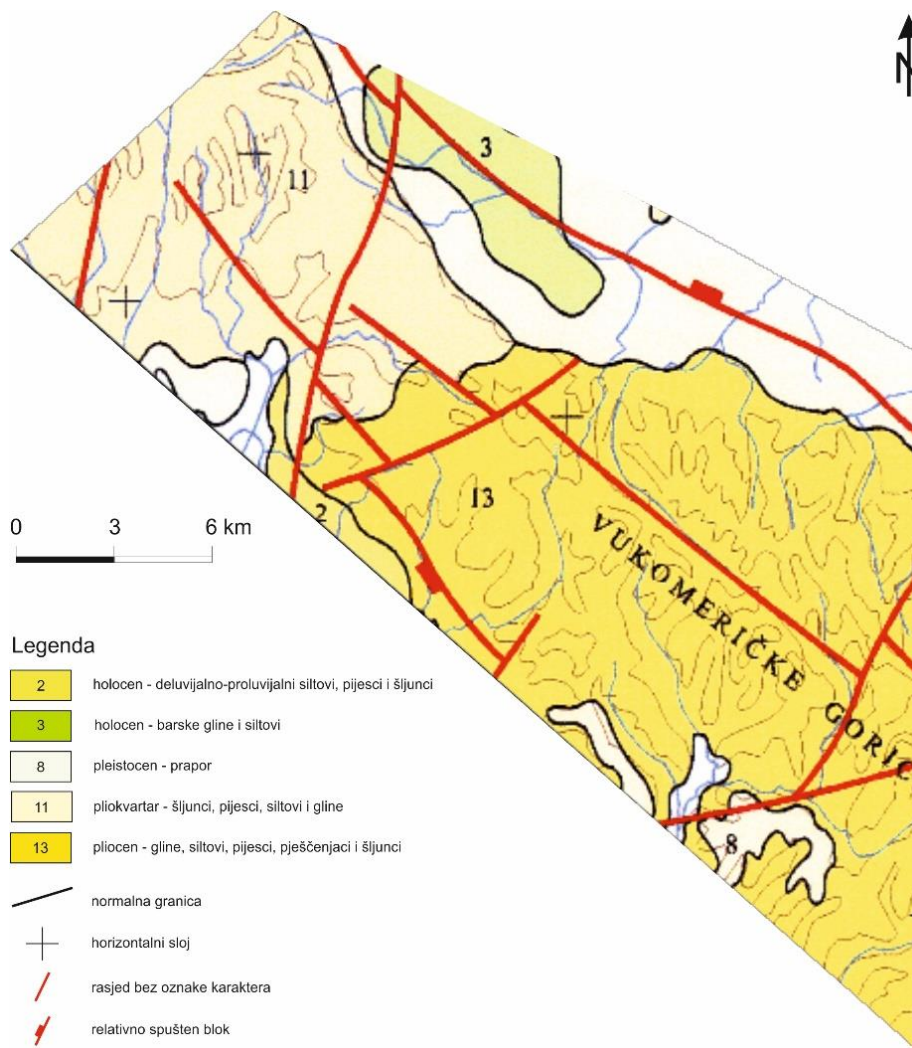 N
3
11
13
2
VUKOMERIČKE GORIC
8
0 3 6 km
Legenda
2 holocen - deluvijalno-proluvijalni siltovi, pijesci i šljunci
3 holocen - barske gline i siltovi
8 pleistocen - prapor
11 pliokvartar - šljunci, pijesci, siltovi i gline
13 pliocen - gline, siltovi, pijesci, pješčenjaci i šljunci
normalna granica
horizontalni sloj
rasjed bez oznake karaktera
relativno spušten blok